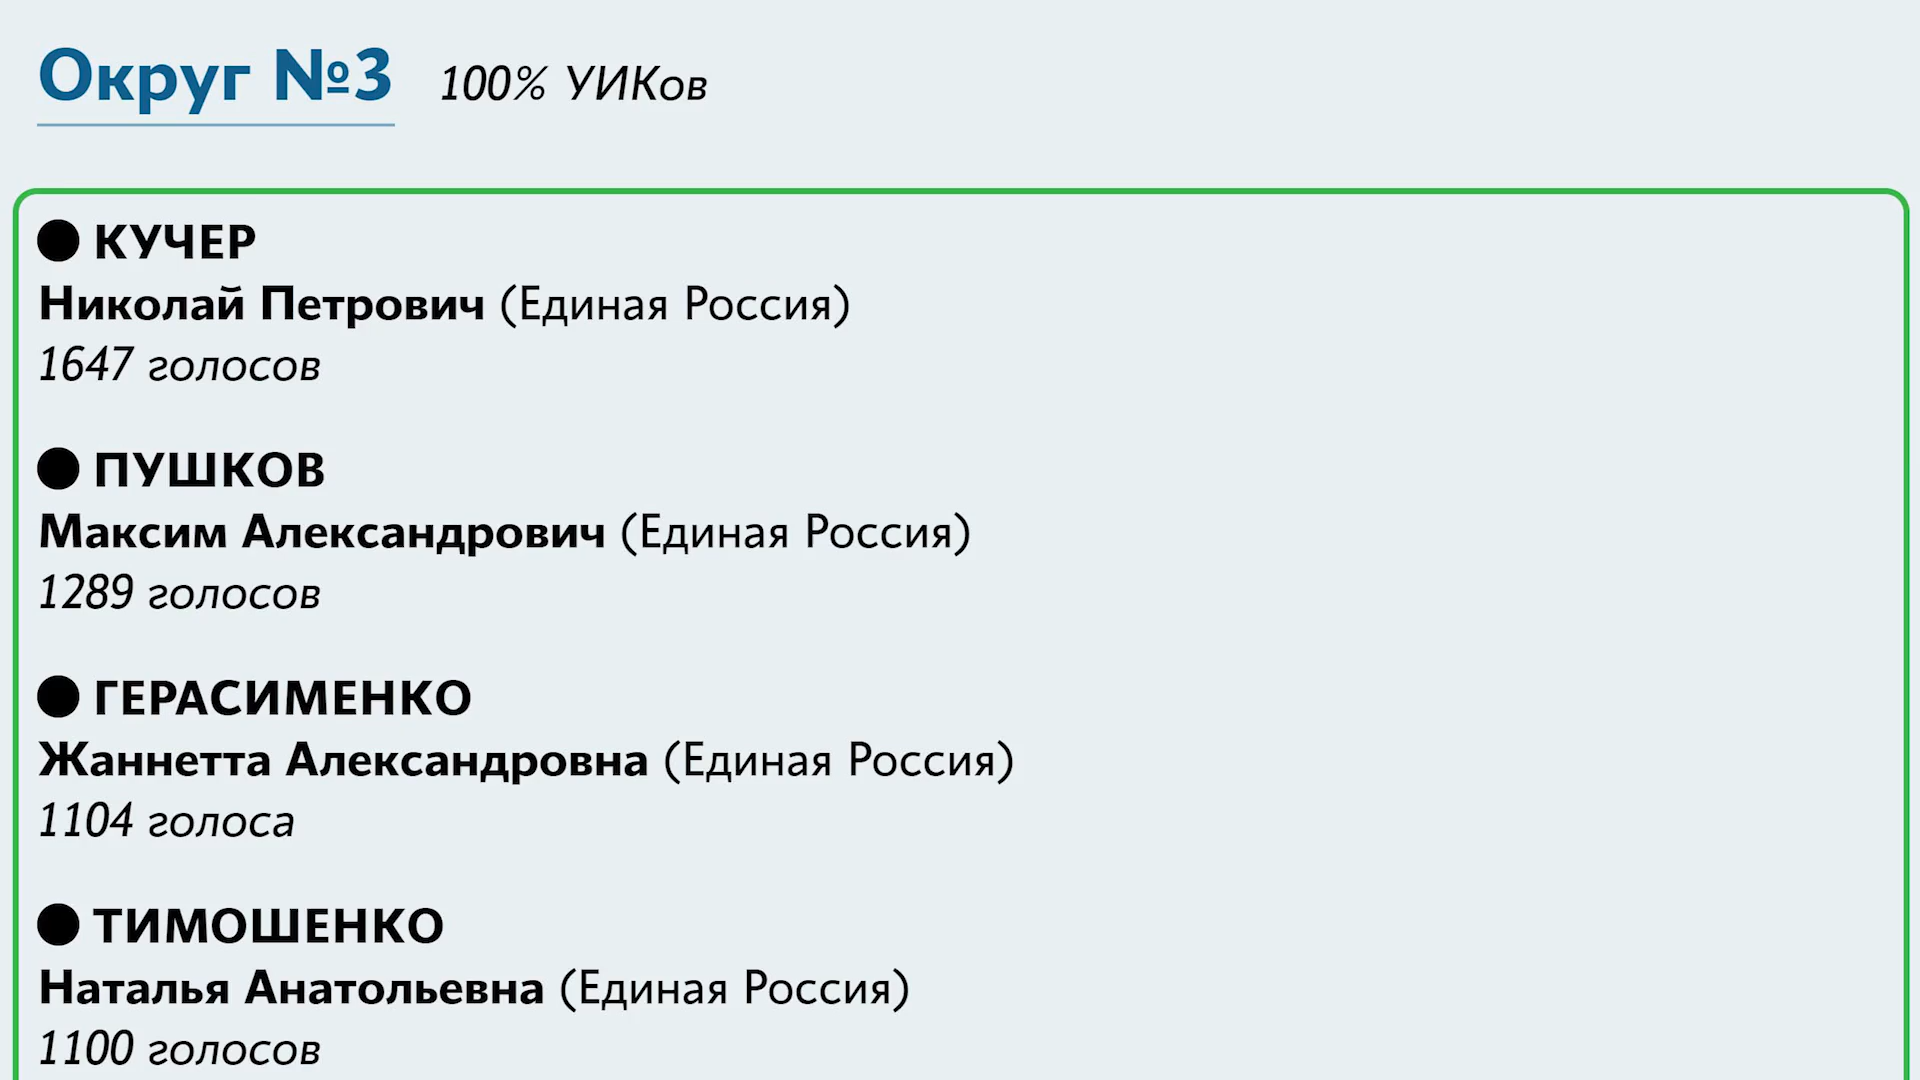 Округ №3 100% УИКов
КУЧЕР
Николай Петрович (Единая Россия)
1647 голосов
ПУШКОВ
Максим Александрович (Единая Россия)
1289 голосов
ГЕРАСИМЕНКО
Жаннетта Александровна (Единая Россия)
1104 голоса
ТИМОШЕНКО
Наталья Анатольевна (Единая Россия)
1100 голосов